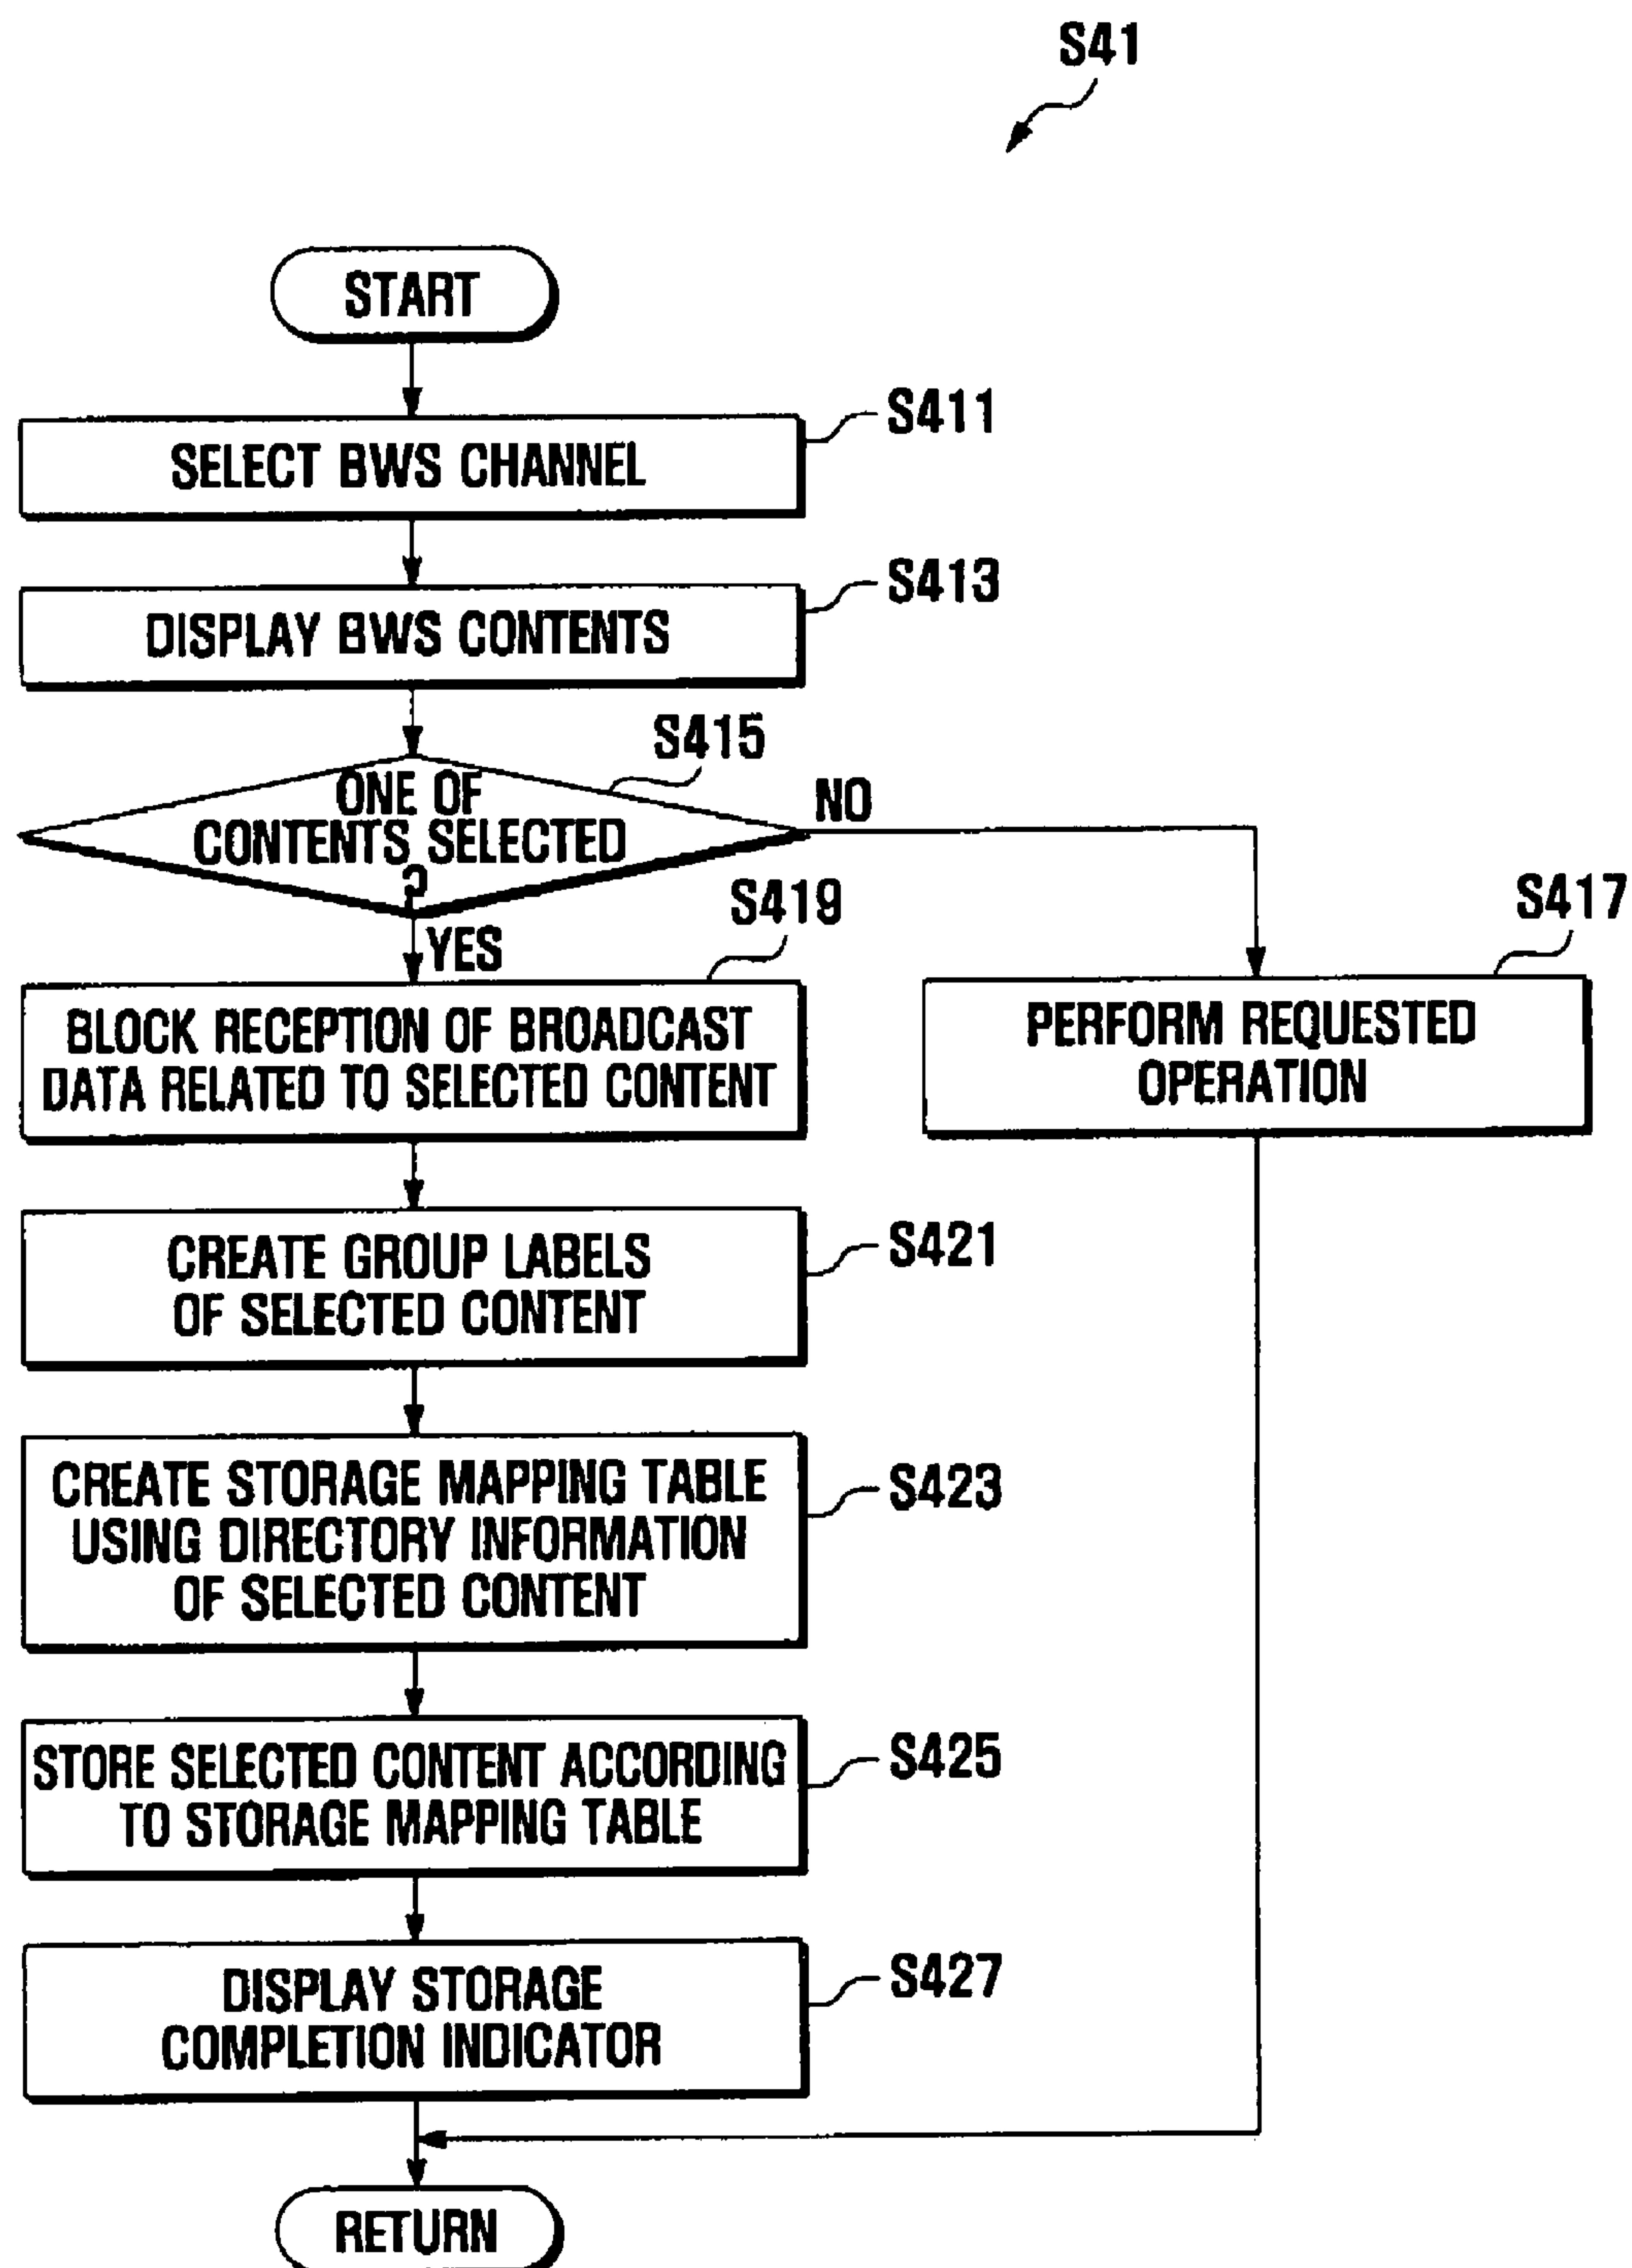 S41
START
S411
SELECT BWS CHANNEL
S413
DISPLAY BWS CONTENTS
S415
ONE OF
CONTENTS SELECTED
?
NO
YES
S419
BLOCK RECEPTION OF BROADCAST
DATA RELATED TO SELECTED CONTENT
S417
PERFORM REQUESTED
OPERATION
S421
CREATE GROUP LABELS
OF SELECTED CONTENT
S423
CREATE STORAGE MAPPING TABLE
USING DIRECTORY INFORMATION
OF SELECTED CONTENT
S425
STORE SELECTED CONTENT ACCORDING
TO STORAGE MAPPING TABLE
S427
DISPLAY STORAGE
COMPLETION INDICATOR
RETURN